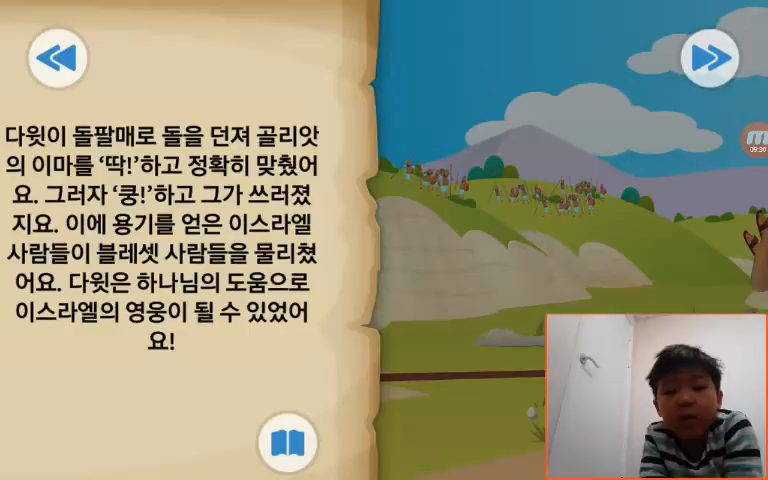 다윗이 돌팔매로 돌을 던져 골리앗
의 이마를 ‘딱!’하고 정확히 맞췄어
요. 그러자 ‘쿵!’하고 그가 쓰러졌
지요. 이에 용기를 얻은 이스라엘
사람들이 블레셋 사람들을 물리쳤
어요. 다윗은 하나님의 도움으로
이스라엘의 영웅이 될 수 있었어
요!
09:30